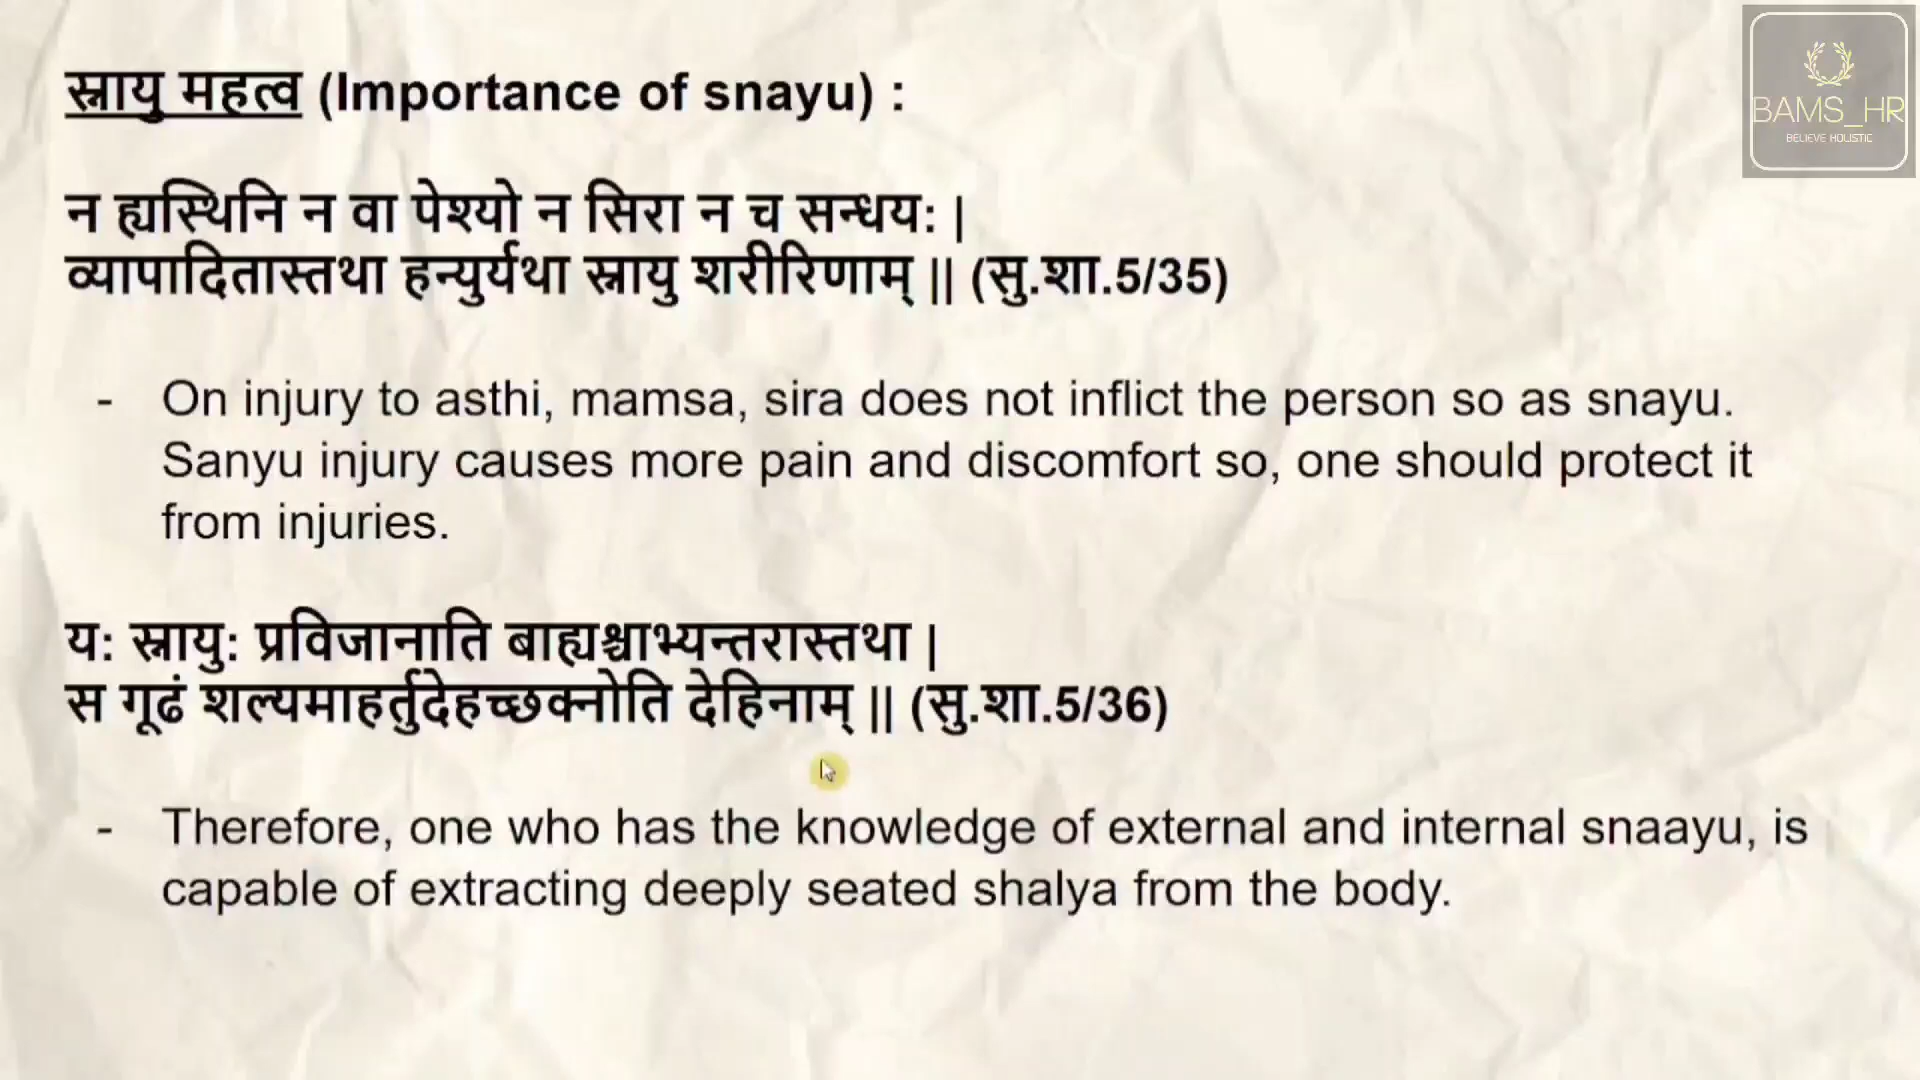 स्नायु महत्व (Importance of snayu) :
BAMS_HR
BELIEVE HOLISTIC
न ह्यस्थिनि न वा पेश्यो न सिरा न च सन्धय: |
व्यापादितास्तथा हन्युर्यथा स्नायु शरीरिणाम् || (सु.शा.5/35)
- On injury to asthi, mamsa, sira does not inflict the person so as snayu.
Sanyu injury causes more pain and discomfort so, one should protect it
from injuries.
य: स्नायु: प्रविजानाति बाह्यश्चाभ्यन्तरास्तथा |
स गूढं शल्यमाहर्तुदेहच्छक्नोति देहिनाम् || (सु.शा.5/36)
- Therefore, one who has the knowledge of external and internal snaayu, is
capable of extracting deeply seated shalya from the body.